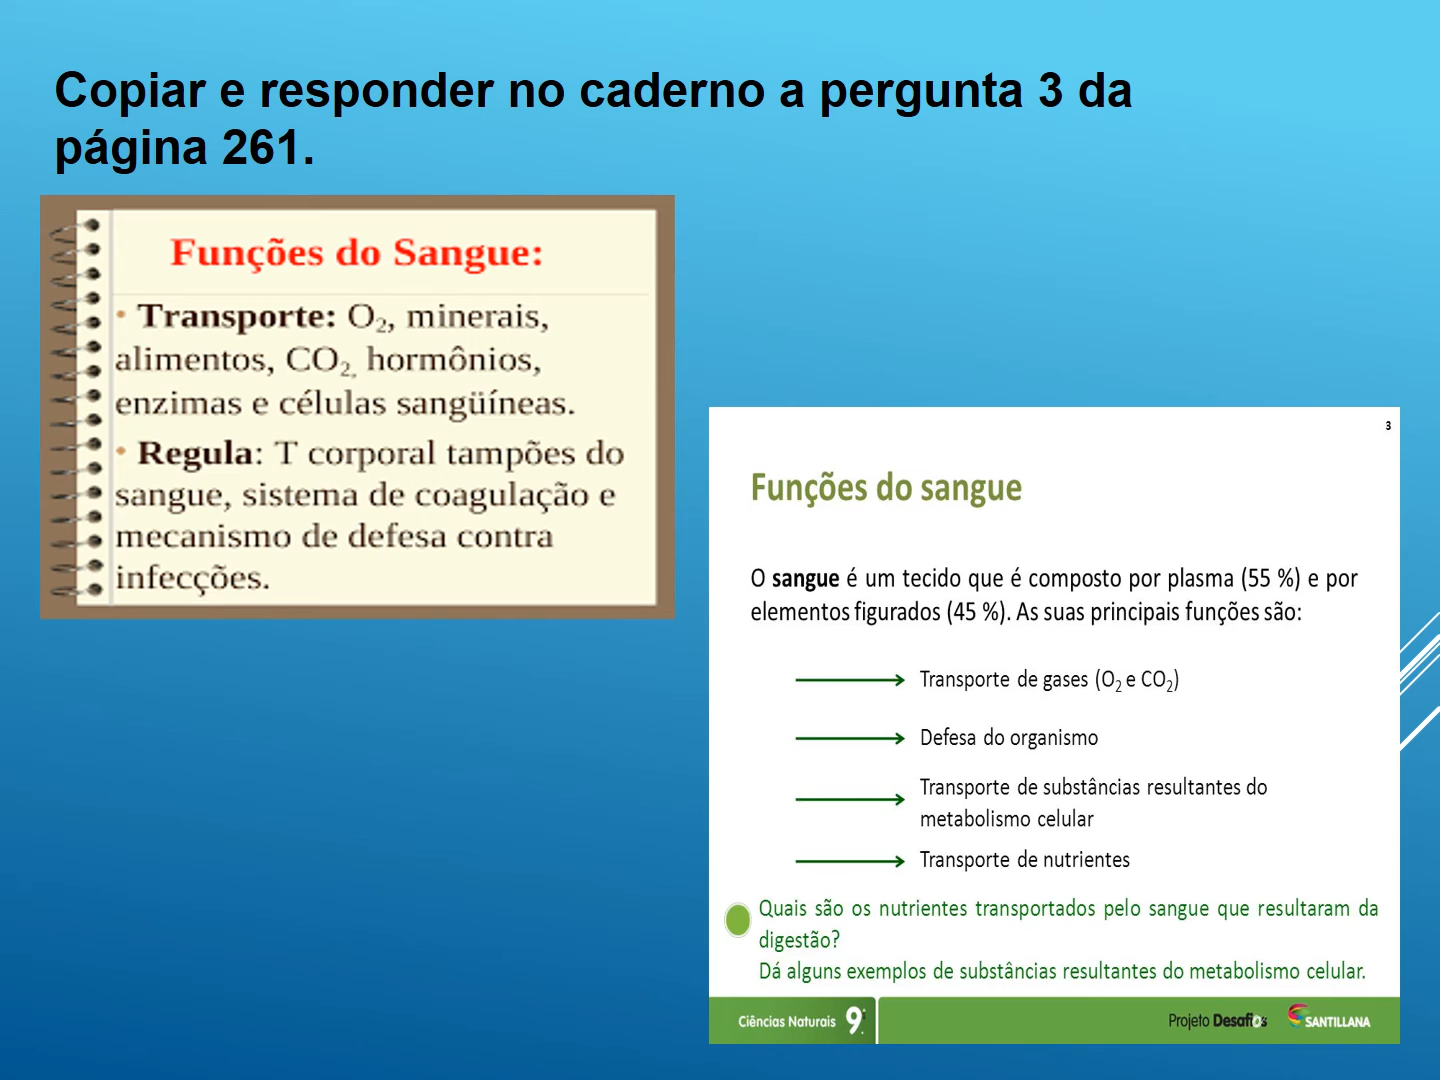 Copiar e responder no caderno a pergunta 3 da
página 261.
Funções do Sangue:
• Transporte: O₂, minerais,
alimentos, CO₂, hormônios,
enzimas e células sangüíneas.
• Regula: T corporal tampões do
sangue, sistema de coagulação e
mecanismo de defesa contra
infecções.
3
Funções do sangue
O sangue é um tecido que é composto por plasma (55 %) e por
elementos figurados (45 %). As suas principais funções são:
Transporte de gases (O₂ e CO₂)
Defesa do organismo
Transporte de substâncias resultantes do
metabolismo celular
Transporte de nutrientes
Quais são os nutrientes transportados pelo sangue que resultaram da
digestão?
Dá alguns exemplos de substâncias resultantes do metabolismo celular.
Ciências Naturais 9.º
Projeto Desafios
SANTILLANA